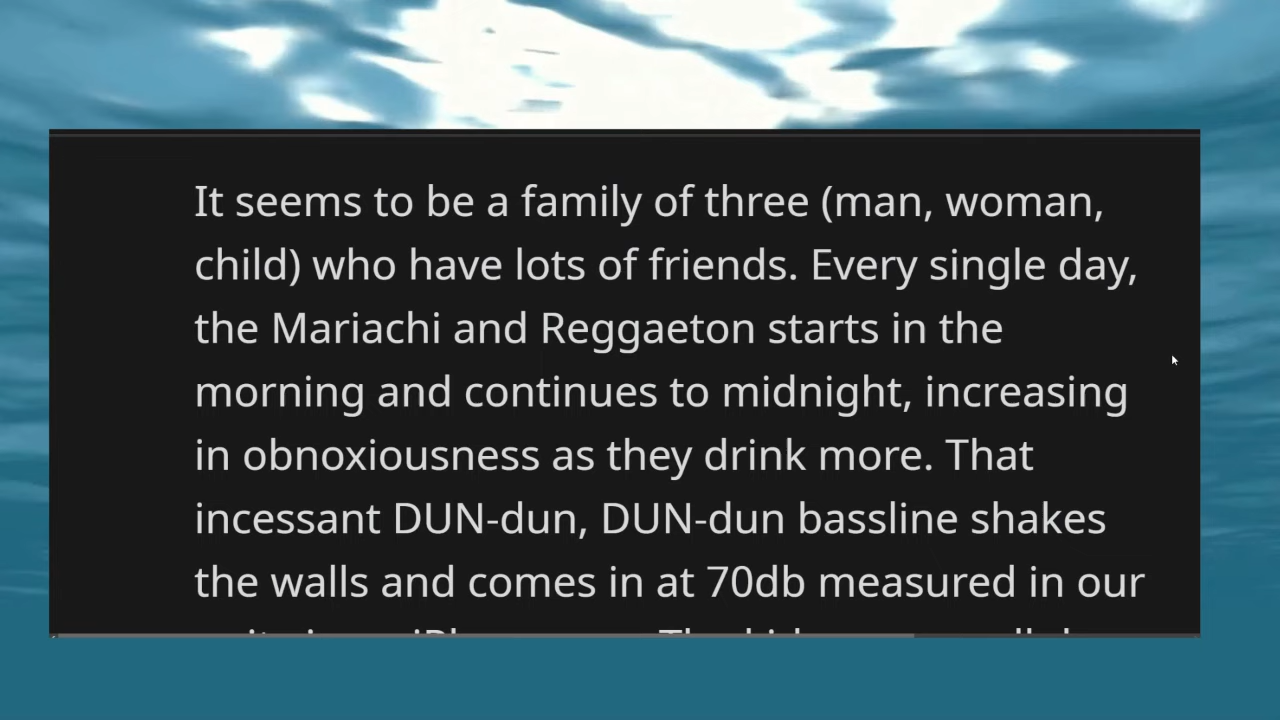 It seems to be a family of three (man, woman,
child) who have lots of friends. Every single day,
the Mariachi and Reggaeton starts in the
morning and continues to midnight, increasing
in obnoxiousness as they drink more. That
incessant DUN-dun, DUN-dun bassline shakes
the walls and comes in at 70db measured in our